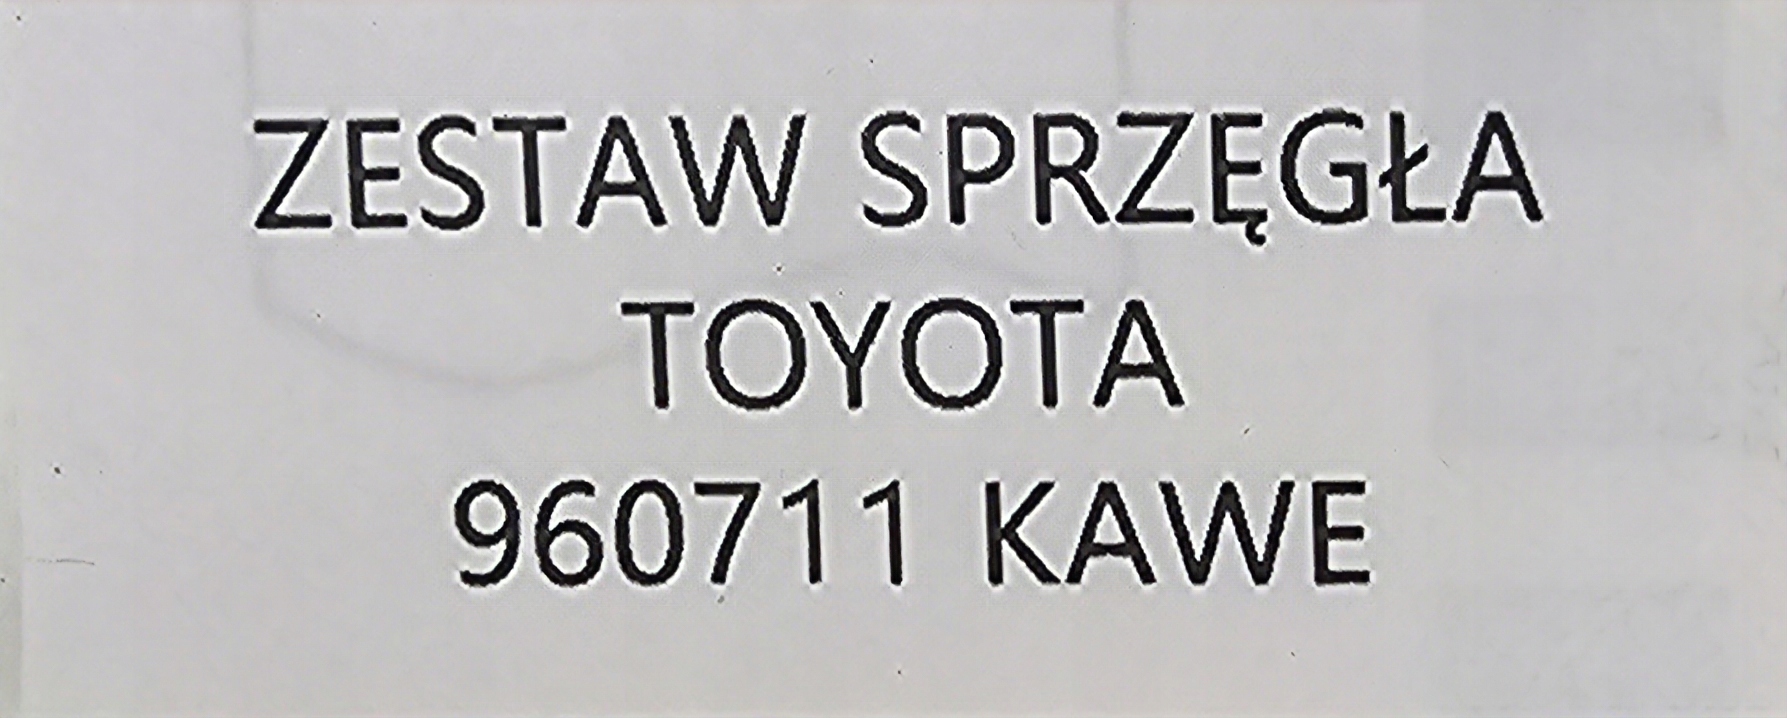 ZESTAW SPRZĘGŁA
TOYOTA
960711 KAWE